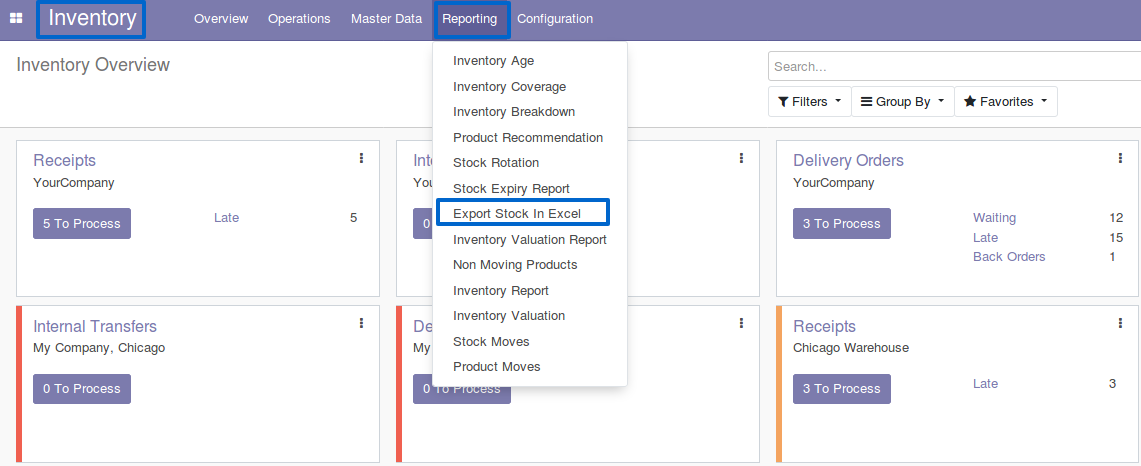 Inventory
Overview
Operations
Master Data
Reporting
Configuration
Inventory Overview
Search...
Filters
Group By
Favorites
Inventory Age
Inventory Coverage
Inventory Breakdown
Product Recommendation
Stock Rotation
Stock Expiry Report
Export Stock In Excel
Inventory Valuation Report
Non Moving Products
Inventory Report
Inventory Valuation
Stock Moves
Product Moves
Receipts
YourCompany
5 To Process
Late 5
Delivery Orders
YourCompany
3 To Process
Waiting 12
Late 15
Back Orders 1
Internal Transfers
My Company, Chicago
0 To Process
My
0 To Process
Receipts
Chicago Warehouse
3 To Process
Late 3